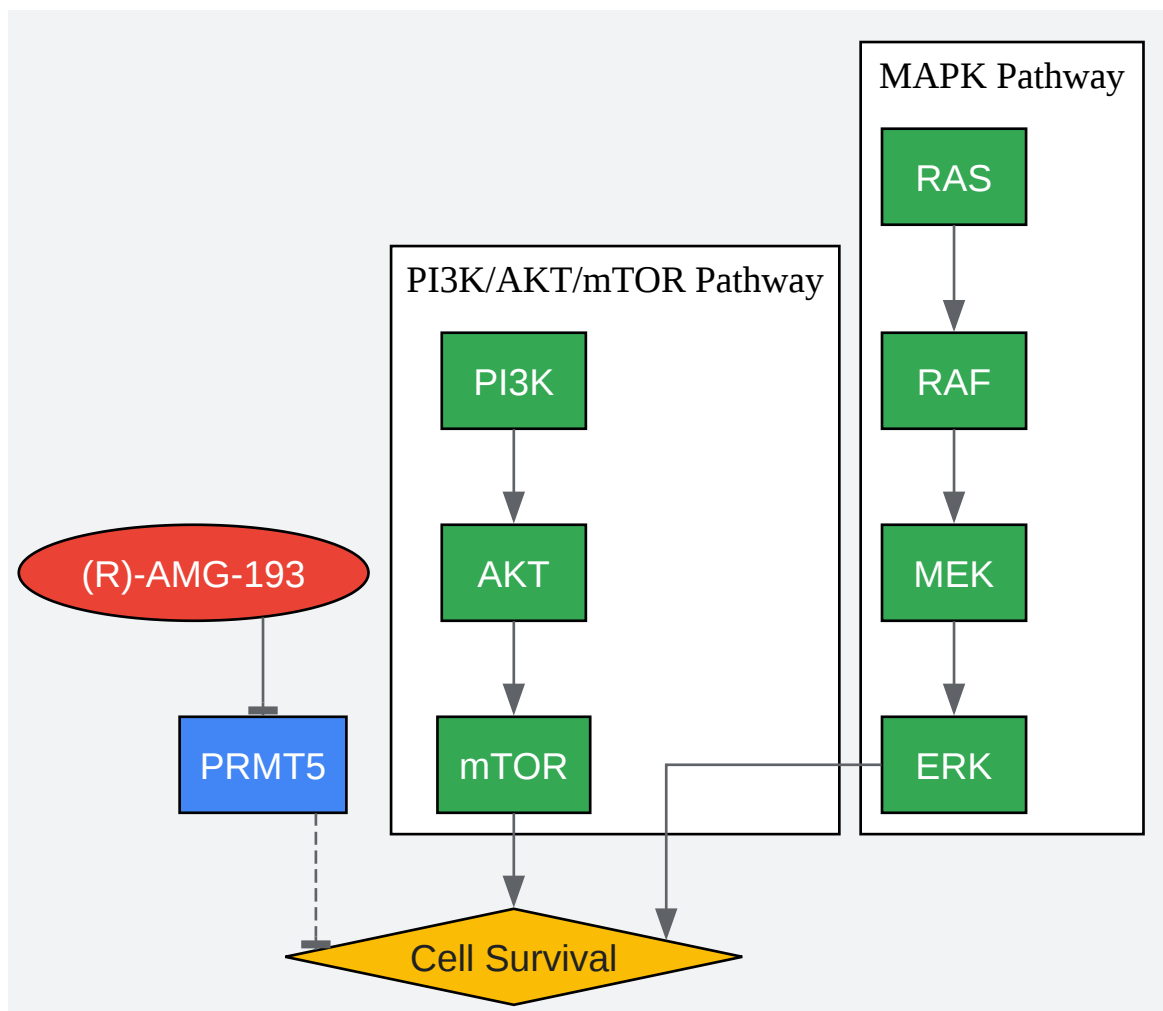 MAPK Pathway
RAS
PI3K/AKT/mTOR Pathway
PI3K
RAF
(R)-AMG-193
AKT
MEK
PRMT5
mTOR
ERK
Cell Survival